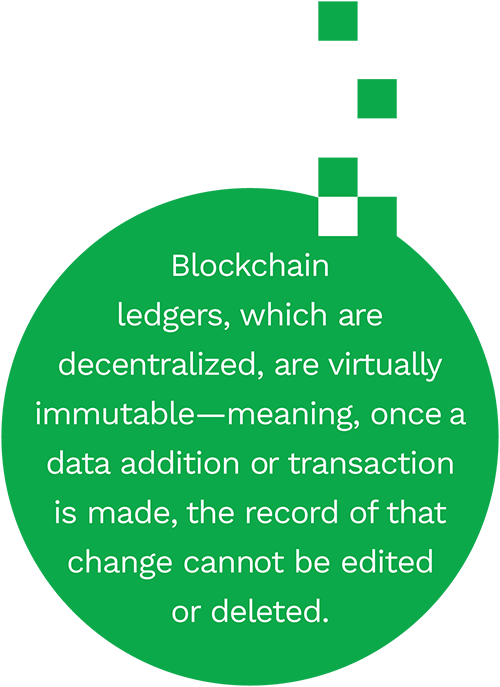 Blockchain
ledgers, which are
decentralized, are virtually
immutable—meaning, once a
data addition or transaction
is made, the record of that
change cannot be edited
or deleted.